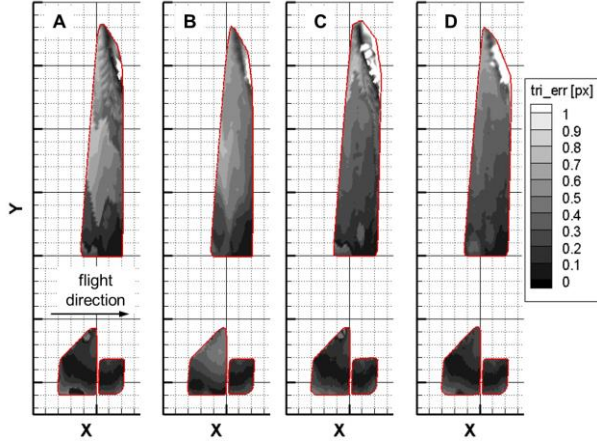 A B C D
tri_err [px]
1
0.9
0.8
0.7
0.6
0.5
0.4
0.3
0.2
0.1
0
Y
flight
direction
X X X X